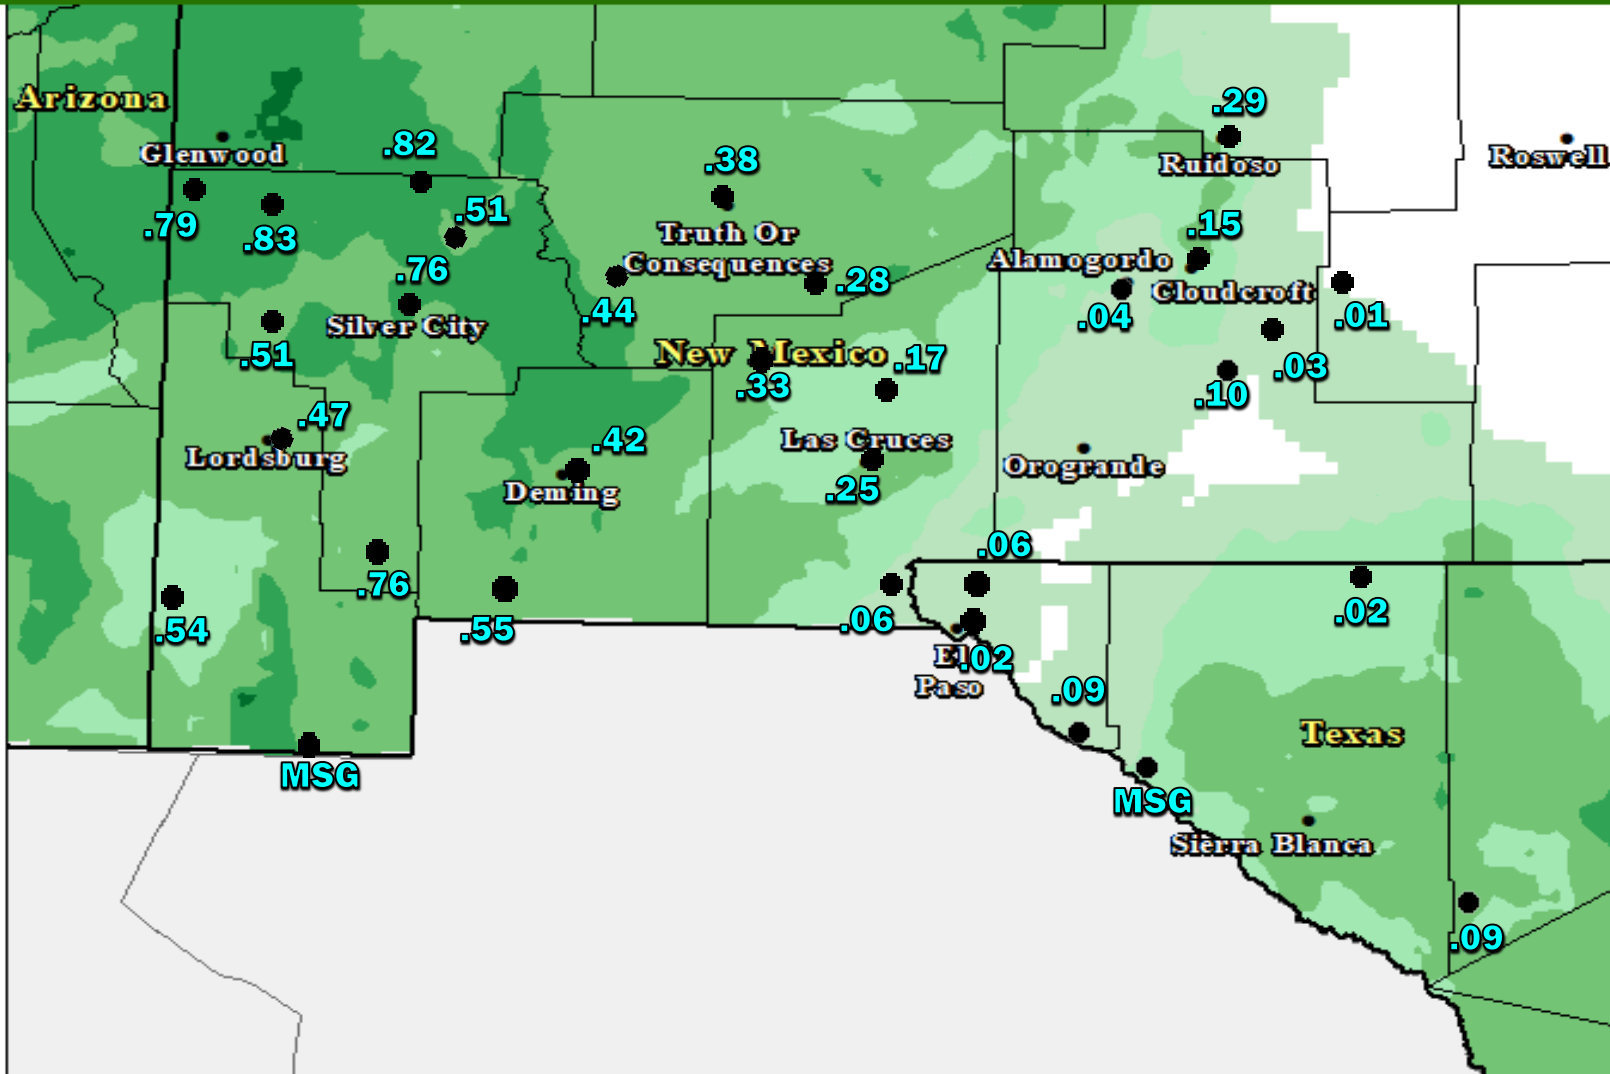 Arizona
.29
Glenwood
.82
.38
Ruidoso
Roswell
.79
.83
.51
.15
Truth Or
Consequences
.76
.28
Alamogordo
Cloudcroft
.44
.04
.01
Silver City
.51
New Mexico
.17
.33
.03
.10
.47
Lordsburg
.42
Las Cruces
Orogrande
Deming
.25
.06
.76
.54
.55
.06
.02
El
.02
Paso
.09
Texas
MSG
MSG
Sierra Blanca
.09